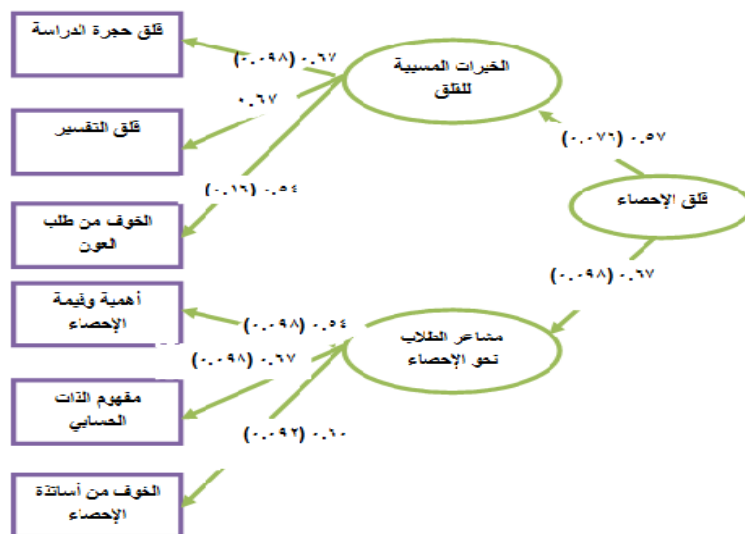 قلق حجرة الدراسة
٠.٦٧ (٠.٠٩٨)
الخبرات المسببة
للقلق
قلق التفسير
٠.٦٧
٠.٥٧ (٠.٠٧٦)
٠.٥٤ (٠.١٦)
قلق الإحصاء
الخوف من طلب
العون
٠.٦٧ (٠.٠٩٨)
أهمية وقيمة
الإحصاء
٠.٥٤ (٠.٠٩٨)
مشاعر الطلاب
نحو الإحصاء
٠.٦٧ (٠.٠٩٨)
مفهوم الذات
الحسابي
٠.٦٠ (٠.٠٩٢)
الخوف من أساتذة
الإحصاء